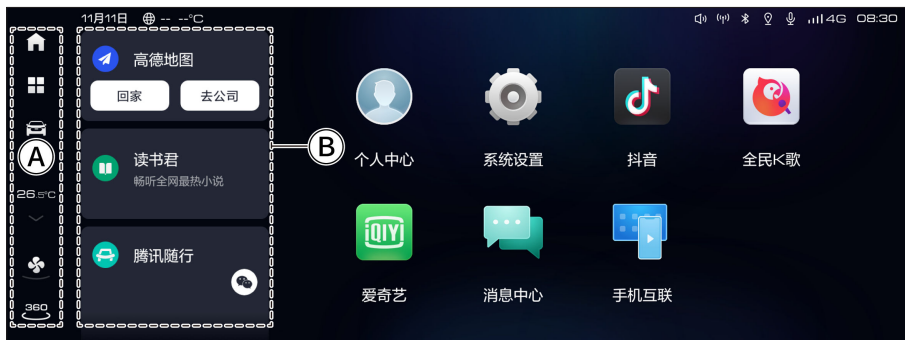 11月11日 -- --°C
4G 08:30
A
26.5°C
360
高德地图
回家 去公司
读书君
畅听全网最热小说
腾讯随行
B
个人中心 系统设置 抖音 全民K歌
iQIYI
爱奇艺 消息中心 手机互联